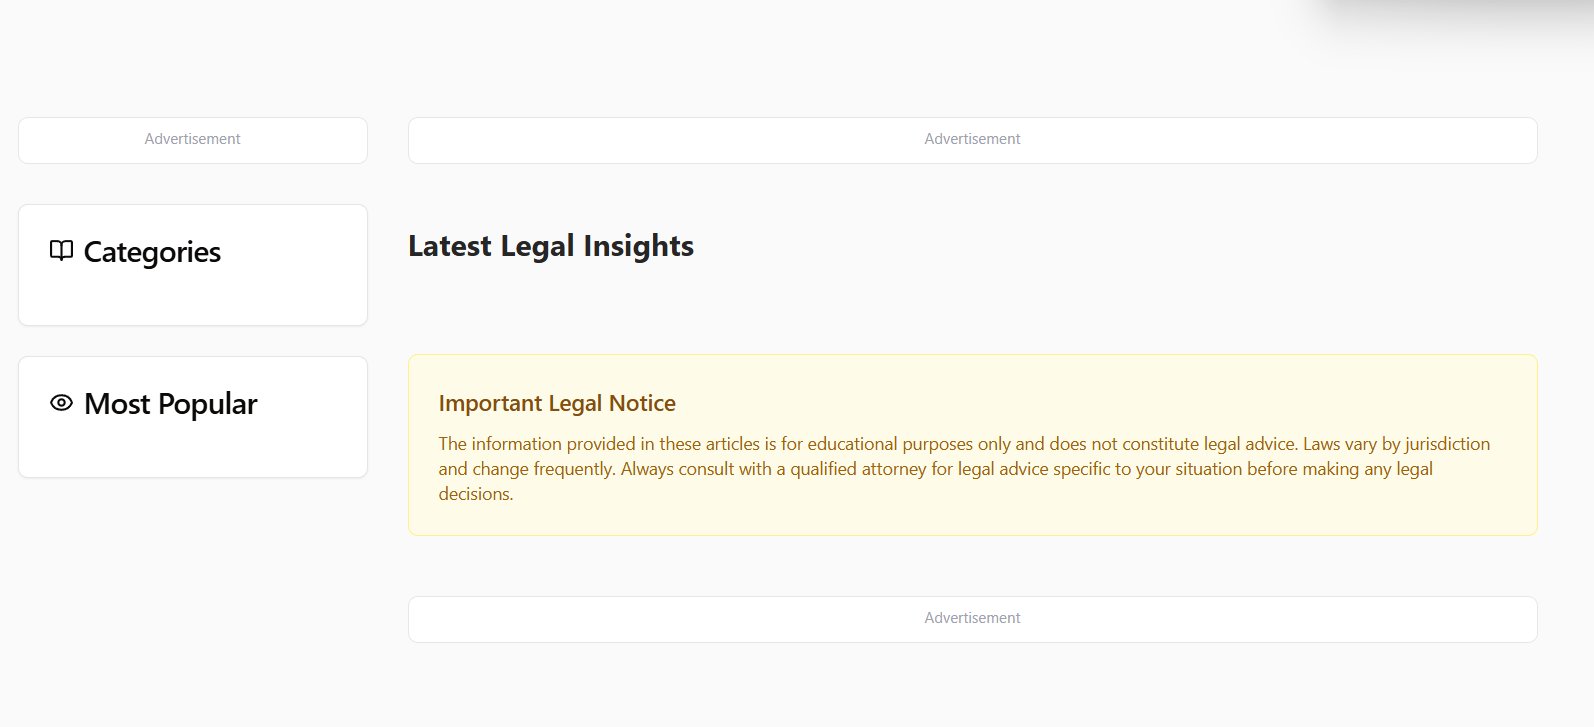 Advertisement
Advertisement
Categories
Most Popular
Latest Legal Insights
Important Legal Notice
The information provided in these articles is for educational purposes only and does not constitute legal advice. Laws vary by jurisdiction
and change frequently. Always consult with a qualified attorney for legal advice specific to your situation before making any legal
decisions.
Advertisement